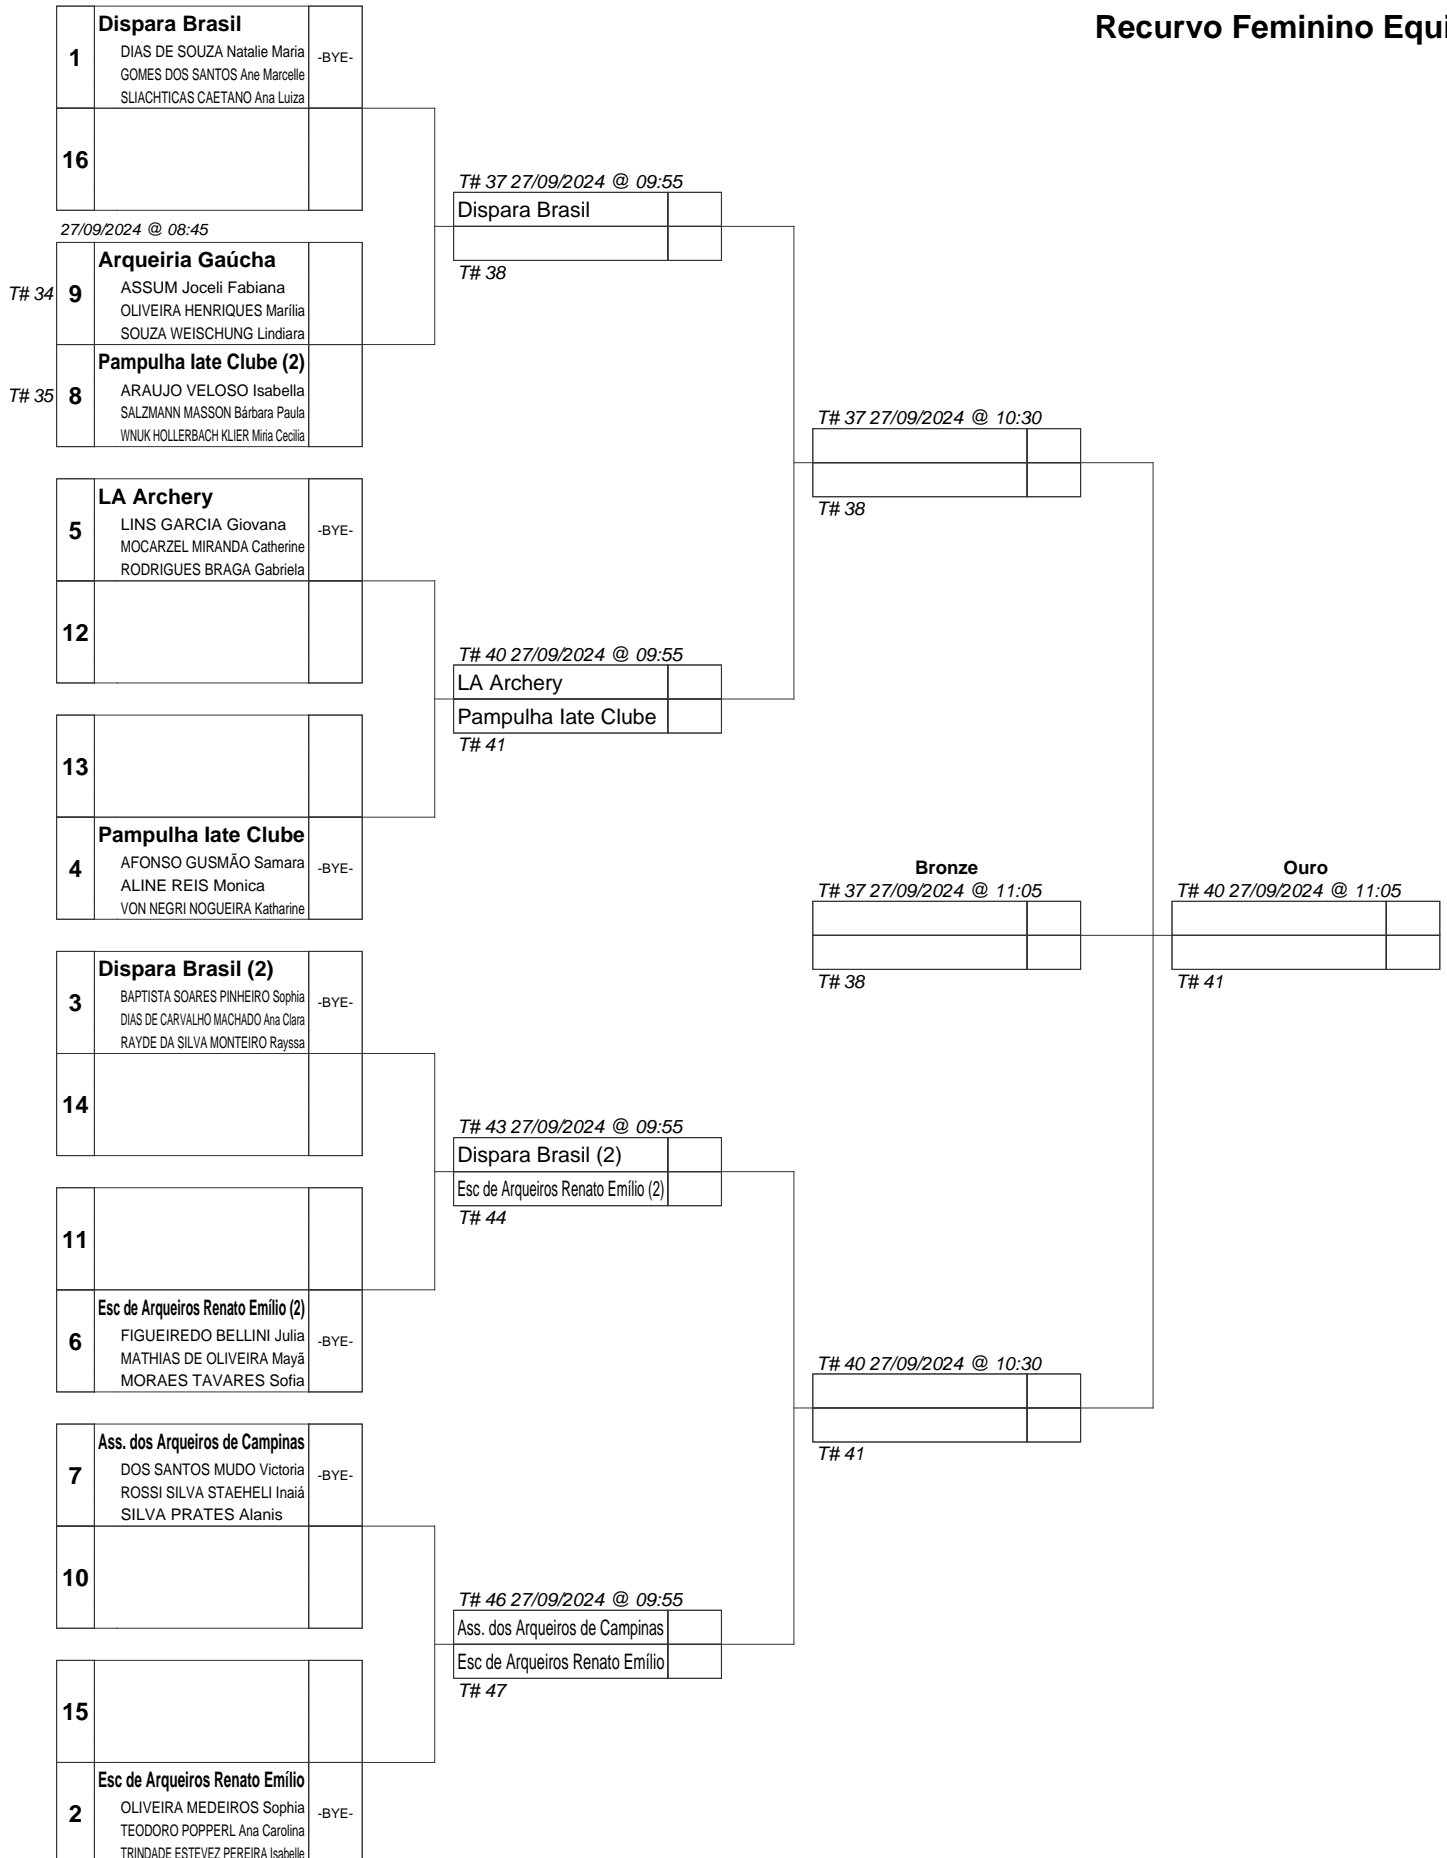 Recurvo Feminino Equi
Dispara Brasil
1
DIAS DE SOUZA Natalie Maria
-BYE-
GOMES DOS SANTOS Ane Marcelle
SLIACHTICAS CAETANO Ana Luiza
16
27/09/2024 @ 08:45
Arqueiria Gaúcha
T# 34
9
ASSUM Joceli Fabiana
OLIVEIRA HENRIQUES Marília
SOUZA WEISCHUNG Lindiara
Pampulha Iate Clube (2)
T# 35
8
ARAUJO VELOSO Isabella
SALZMANN MASSON Bárbara Paula
WNUK HOLLERBACH KLIER Miria Cecilia
LA Archery
5
LINS GARCIA Giovana
-BYE-
MOCARZEL MIRANDA Catherine
RODRIGUES BRAGA Gabriela
12
13
Pampulha Iate Clube
4
AFONSO GUSMÃO Samara
-BYE-
ALINE REIS Monica
VON NEGRI NOGUEIRA Katharine
Dispara Brasil (2)
3
BAPTISTA SOARES PINHEIRO Sophia
-BYE-
DIAS DE CARVALHO MACHADO Ana Clara
RAYDE DA SILVA MONTEIRO Rayssa
14
11
Esc de Arqueiros Renato Emílio (2)
6
FIGUEIREDO BELLINI Julia
-BYE-
MATHIAS DE OLIVEIRA Mayã
MORAES TAVARES Sofia
Ass. dos Arqueiros de Campinas
7
DOS SANTOS MUDO Victoria
-BYE-
ROSSI SILVA STAEHELI Inaiá
SILVA PRATES Alanis
10
15
Esc de Arqueiros Renato Emílio
2
OLIVEIRA MEDEIROS Sophia
-BYE-
TEODORO POPPERL Ana Carolina
TRINDADE ESTEVEZ PEREIRA Isabelle
T# 37 27/09/2024 @ 09:55
Dispara Brasil
T# 38
T# 40 27/09/2024 @ 09:55
LA Archery
Pampulha Iate Clube
T# 41
T# 43 27/09/2024 @ 09:55
Dispara Brasil (2)
Esc de Arqueiros Renato Emílio (2)
T# 44
T# 46 27/09/2024 @ 09:55
Ass. dos Arqueiros de Campinas
Esc de Arqueiros Renato Emílio
T# 47
T# 37 27/09/2024 @ 10:30
T# 38
Bronze
T# 37 27/09/2024 @ 11:05
T# 38
T# 40 27/09/2024 @ 10:30
T# 41
Ouro
T# 40 27/09/2024 @ 11:05
T# 41